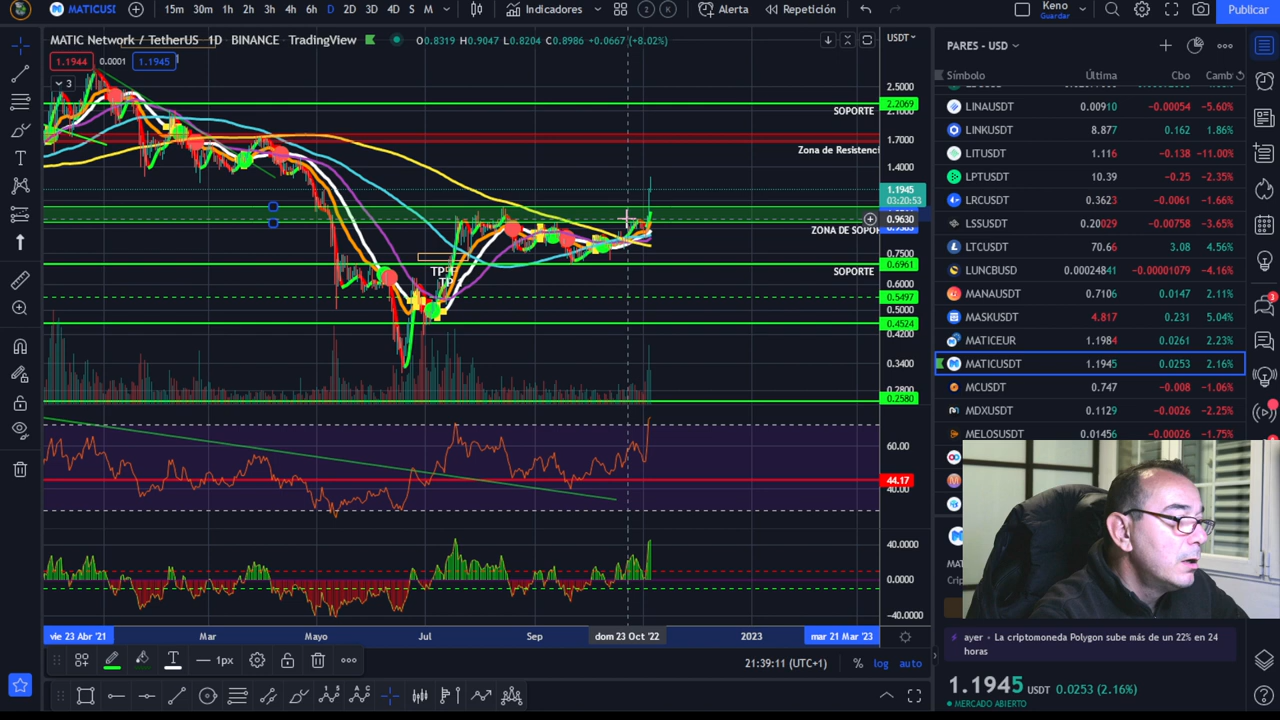 MATICUSI
15m 30m 1h 2h 3h 4h 6h D 2D 3D 4D S M
Indicadores
Alerta
Repetición
Keno
Guardar
Publicar
MATIC Network / TetherUS 1D BINANCE TradingView
O0.8319 H0.9047 L0.8204 C0.8986 +0.0667 (+8.02%)
USDT
1.1944 0.0001 1.1945
3
2.5000
2.2069
2.1000
SOPORTE
1.7000
Zona de Resistenci
1.4000
1.1945
03:20:53
0.9630
ZONA DE SOPOR
0.7500
0.6961
SOPORTE
TP
TP
0.6000
0.5497
0.5000
0.4524
0.4200
0.3400
0.2800
0.2580
60.00
44.17
40.00
40.0000
0.0000
-40.0000
vie 23 Abr '21 Mar Mayo Jul Sep dom 23 Oct '22 2023 mar 21 Mar '23
1px
21:39:11 (UTC+1) % log auto
PARES - USD
Símbolo Última Cbo Camb
LINAUSDT 0.00910 -0.00054 -5.60%
LINKUSDT 8.877 0.162 1.86%
LITUSDT 1.116 -0.138 -11.00%
LPTUSDT 10.39 -0.25 -2.35%
LRCUSDT 0.3623 -0.0061 -1.66%
LSSUSDT 0.20029 -0.00758 -3.65%
LTCUSDT 70.66 3.08 4.56%
LUNCBUSD 0.00024841 -0.00001079 -4.16%
MANAUSDT 0.7106 0.0147 2.11%
MASKUSDT 4.817 0.231 5.04%
MATICEUR 1.1984 0.0261 2.23%
MATICUSDT 1.1945 0.0253 2.16%
MCUSDT 0.747 -0.008 -1.06%
MDXUSDT 0.1129 -0.0026 -2.25%
MELOSUSDT 0.01456 -0.00026 -1.75%
ayer • La criptomoneda Polygon sube más de un 22% en 24
horas
1.1945 USDT 0.0253 (2.16%)
MERCADO ABIERTO